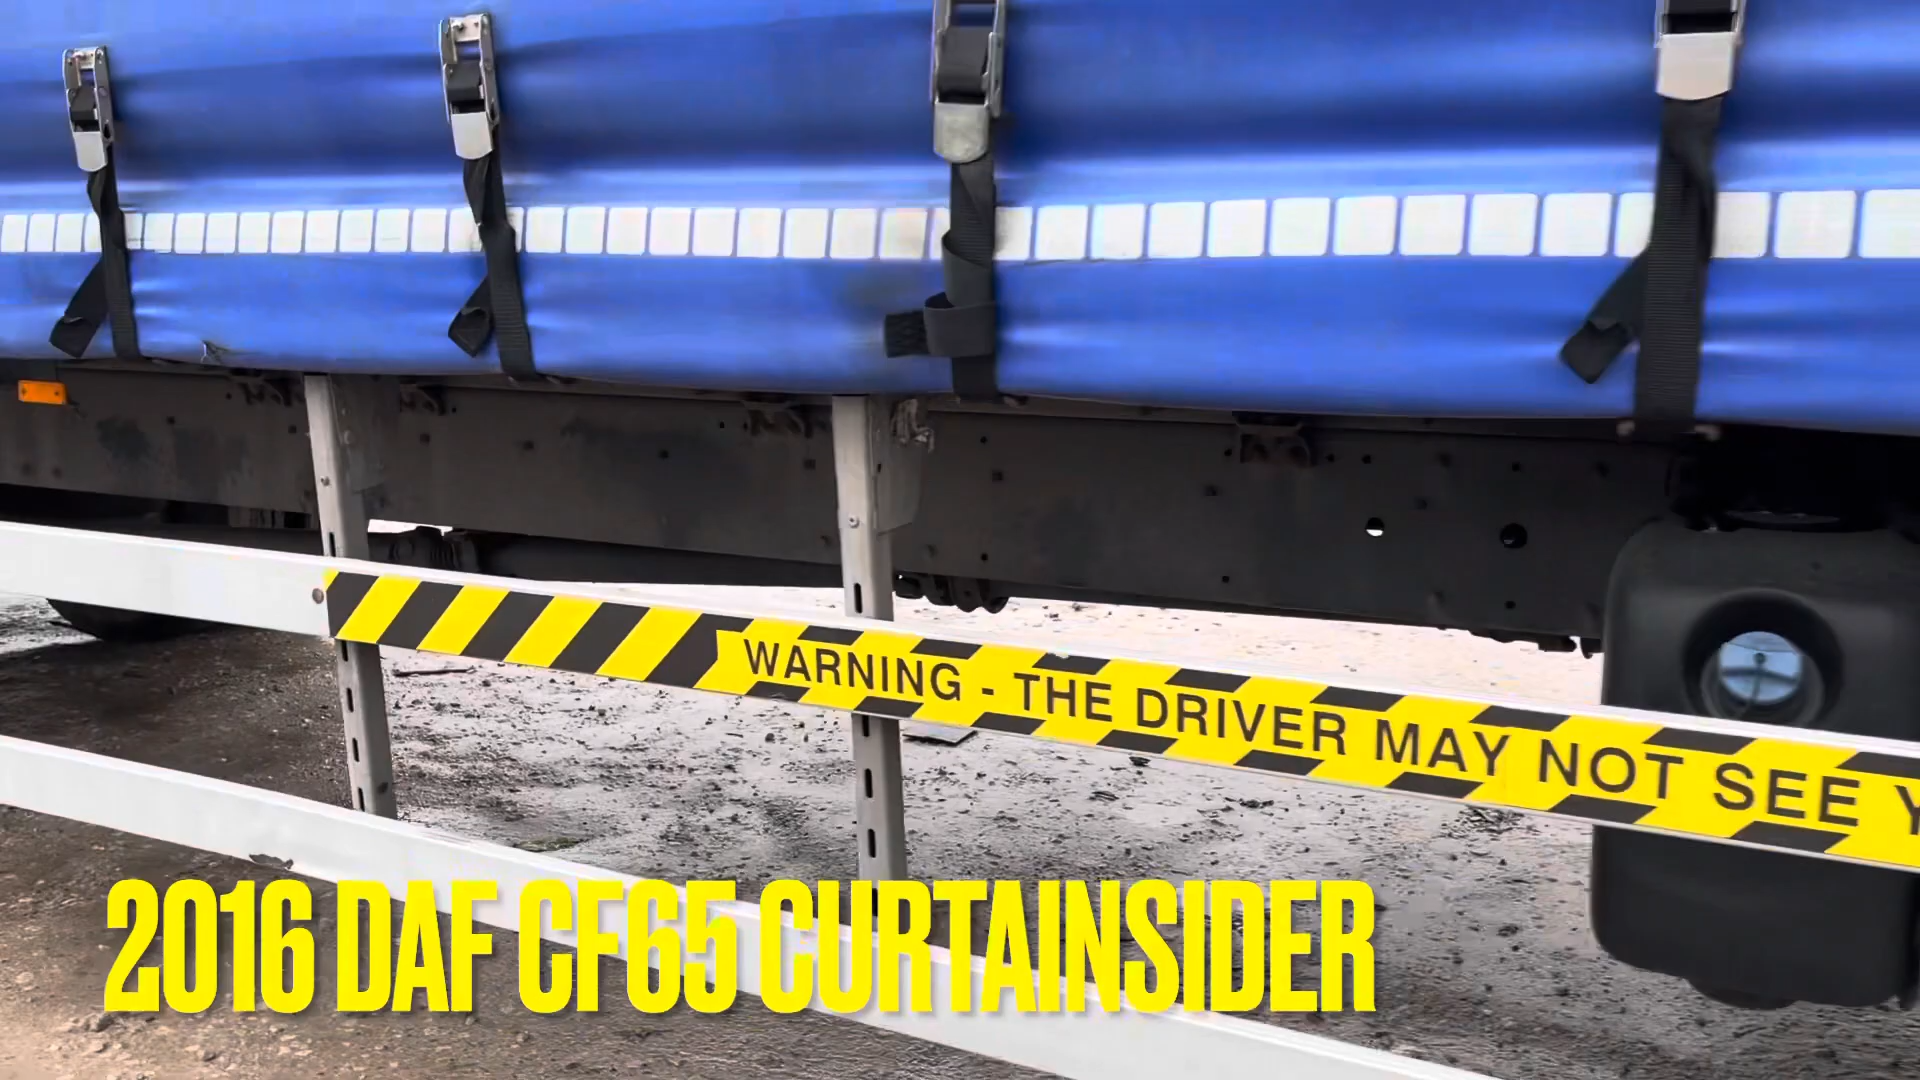 WARNING - THE DRIVER MAY NOT SEE
2016 DAF CF65 CURTAINSIDER